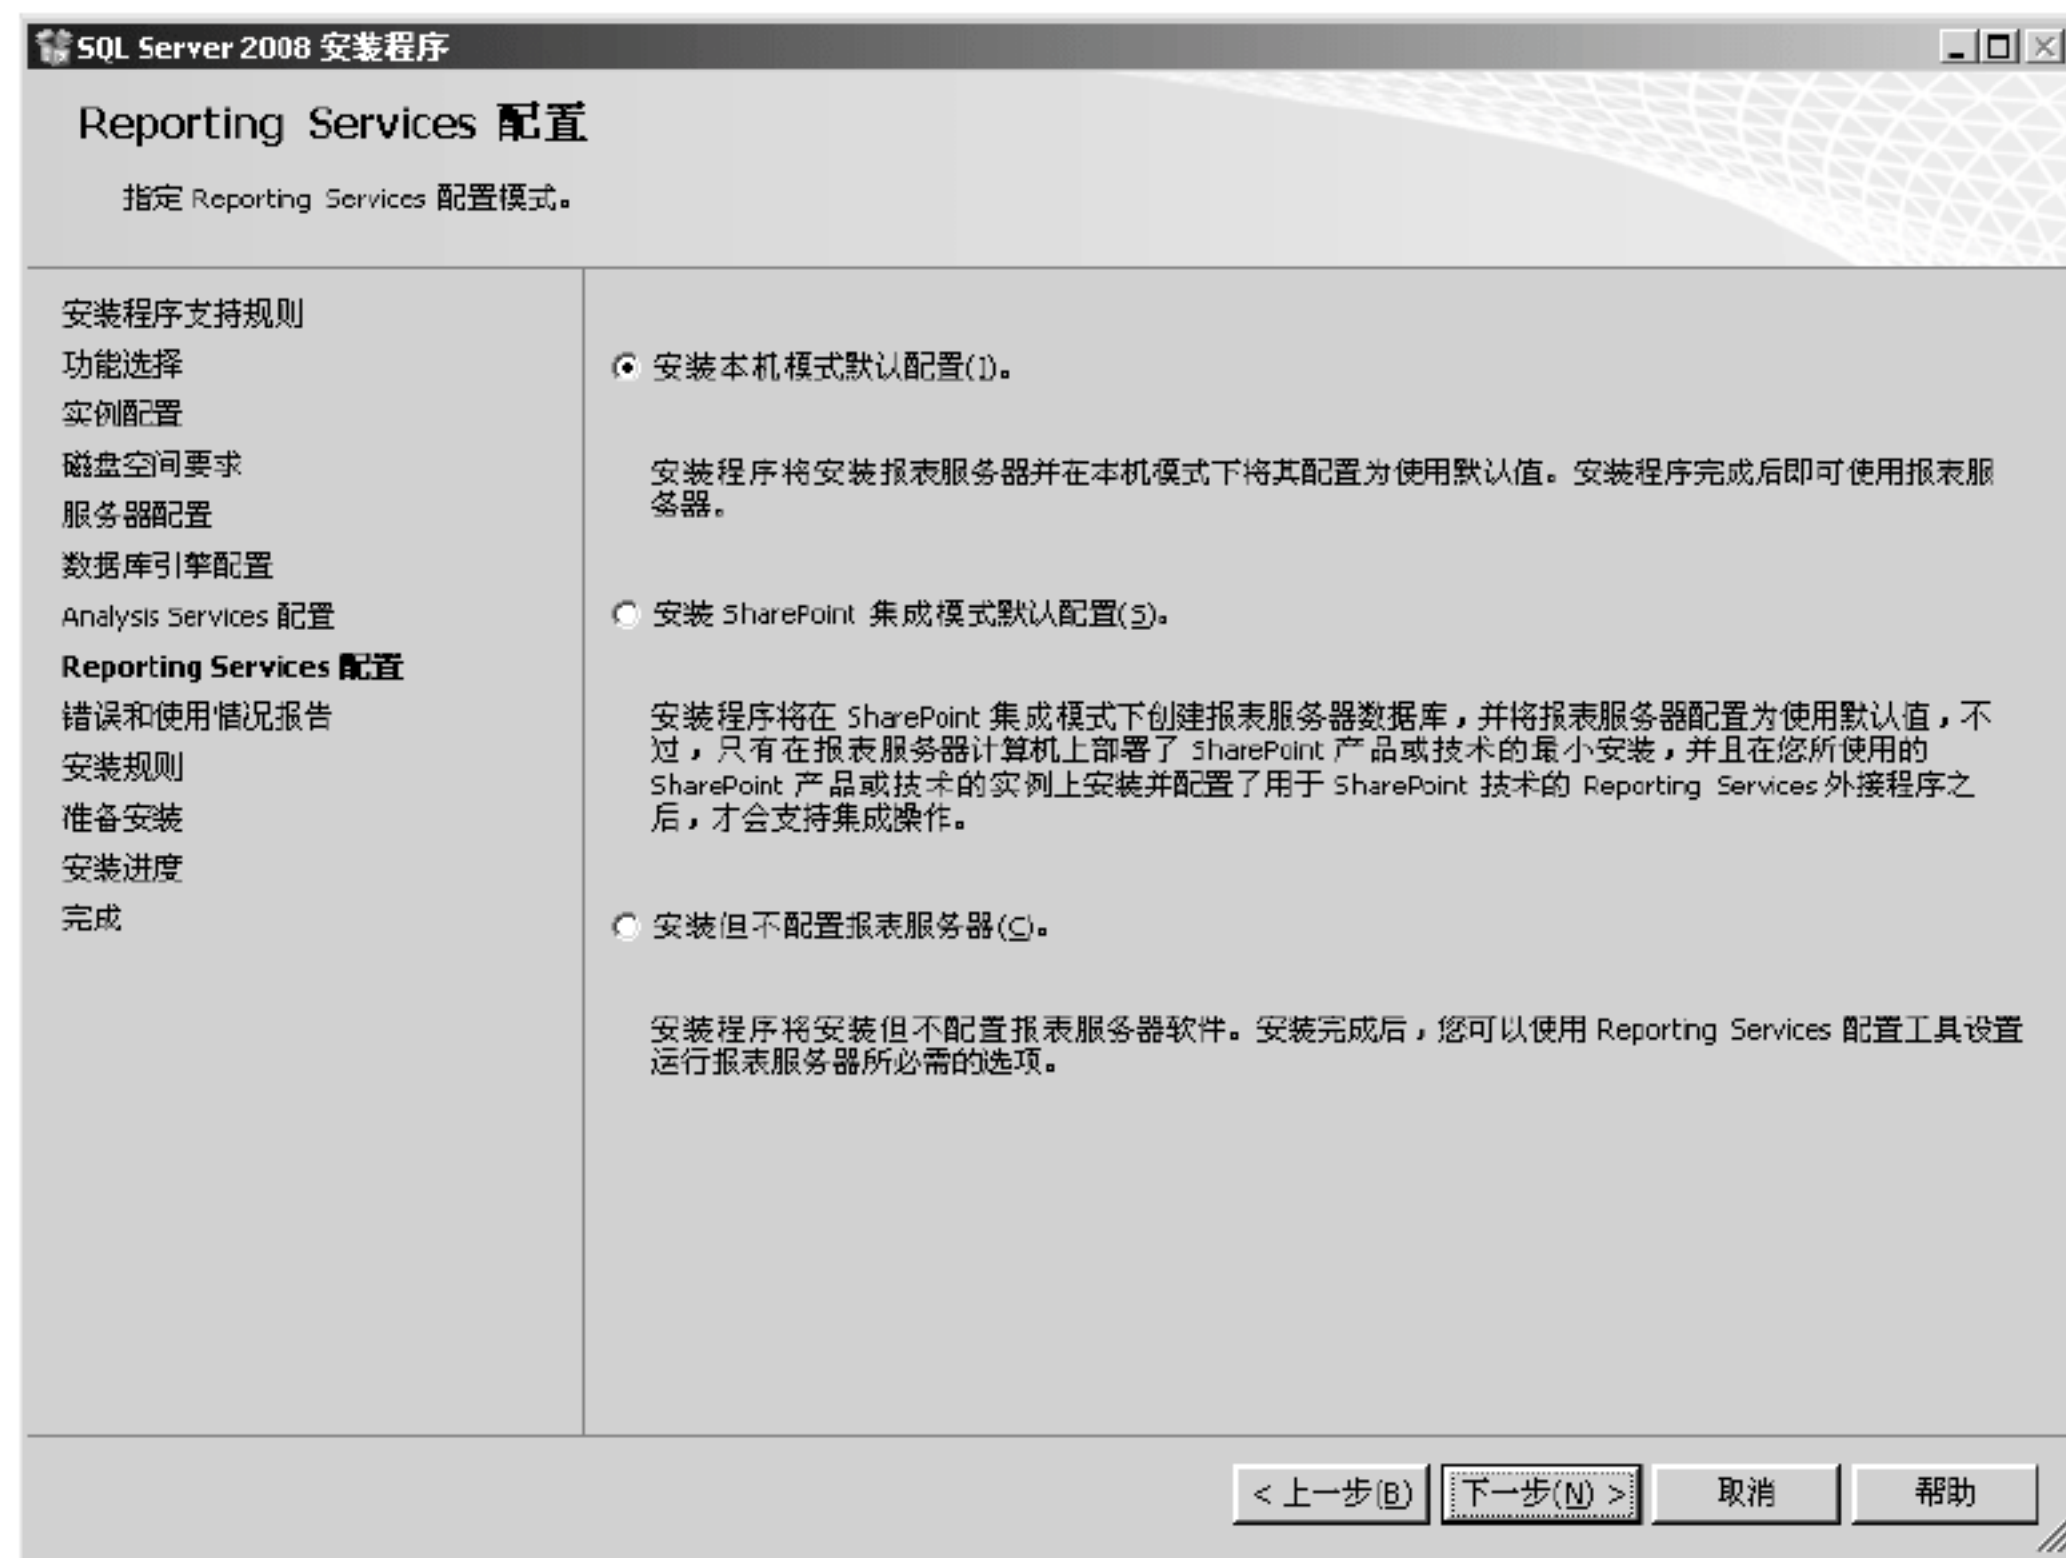 SQL Server 2008 安装程序
Reporting Services 配置
指定 Reporting Services 配置模式。
安装程序支持规则
功能选择
实例配置
磁盘空间要求
服务器配置
数据库引擎配置
Analysis Services 配置
Reporting Services 配置
错误和使用情况报告
安装规则
准备安装
安装进度
完成
安装本机模式默认配置(I)。
安装程序将安装报表服务器并在本机模式下将其配置为使用默认值。安装程序完成后即可使用报表服
务器。
安装 SharePoint 集成模式默认配置(S)。
安装程序将在 SharePoint 集成模式下创建报表服务器数据库，并将报表服务器配置为使用默认值，不
过，只有在报表服务器计算机上部署了 SharePoint 产品或技术的最小安装，并且在您所使用的
SharePoint 产品或技术的实例上安装并配置了用于 SharePoint 技术的 Reporting Services 外接程序之
后，才会支持集成操作。
安装但不配置报表服务器(C)。
安装程序将安装但不配置报表服务器软件。安装完成后，您可以使用 Reporting Services 配置工具设置
运行报表服务器所必需的选项。
< 上一步(B) 下一步(N) > 取消 帮助